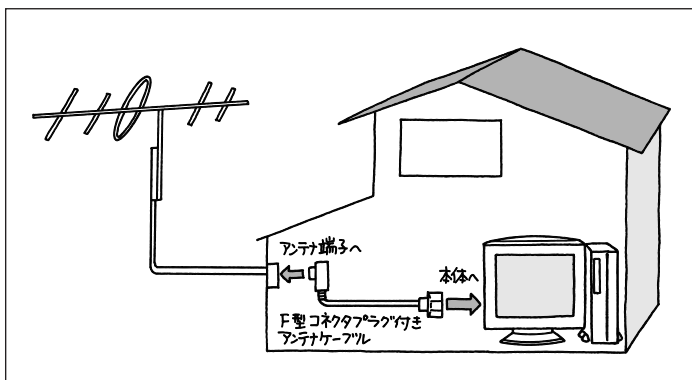 アンテナ端子へ
本体へ
F型コネクタプラグ付き
アンテナケーブル